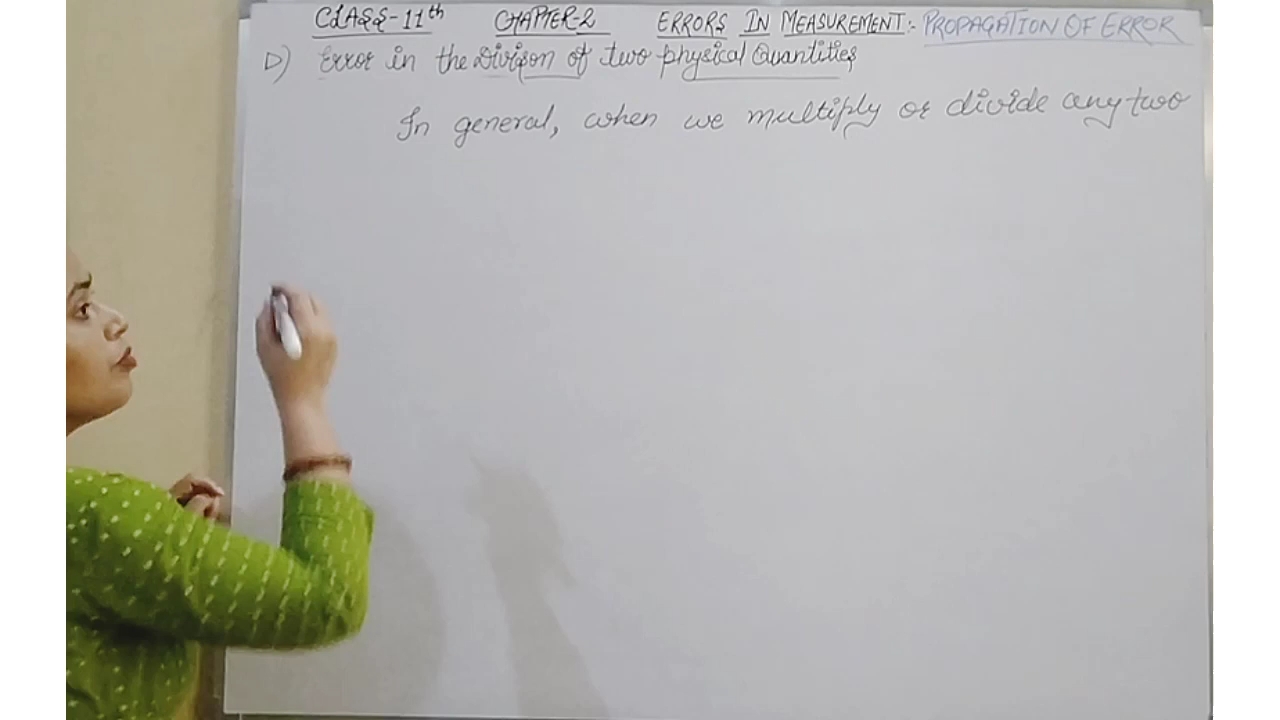 CLASS-11th CHAPTER-2 ERRORS IN MEASUREMENT:- PROPAGATION OF ERROR
D) Error in the Division of two physical Quantities
In general, when we multiply or divide any two